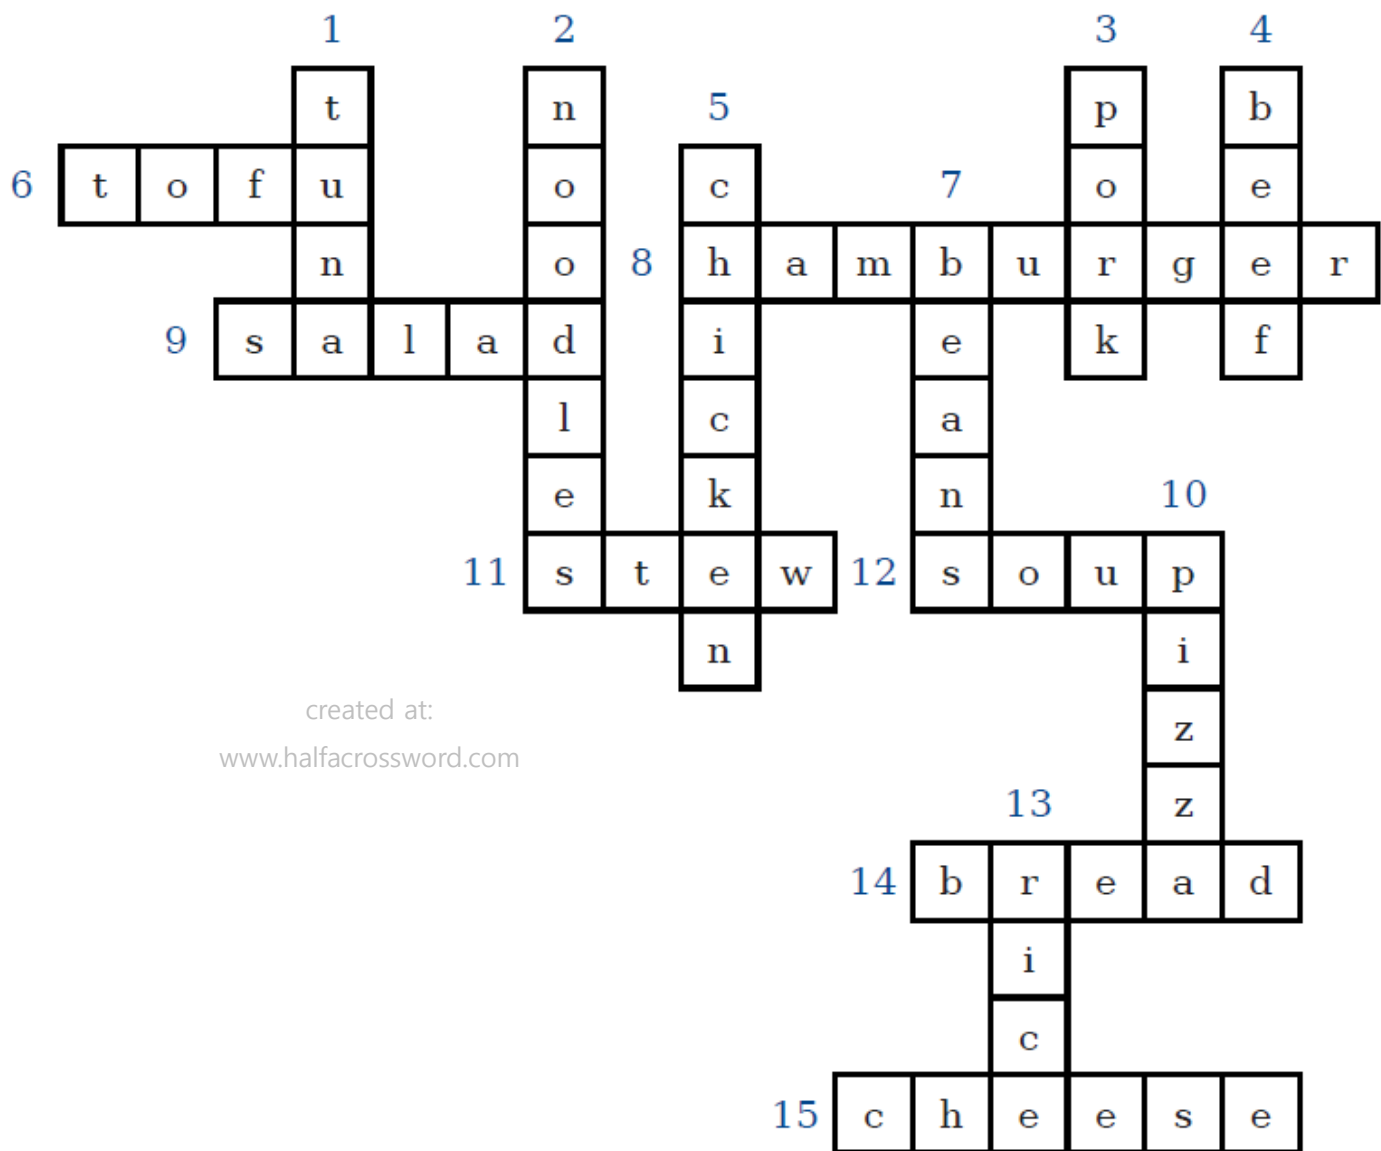 1 2 3 4
t n 5 p b
6 t o f u o c 7 o e
n o 8 h a m b u r g e r
9 s a l a d i e k f
l c a
e k n 10
11 s t e w 12 s o u p
n i
created at:
z
www.halfacrossword.com
13 z
14 b r e a d
i
c
15 c h e e s e